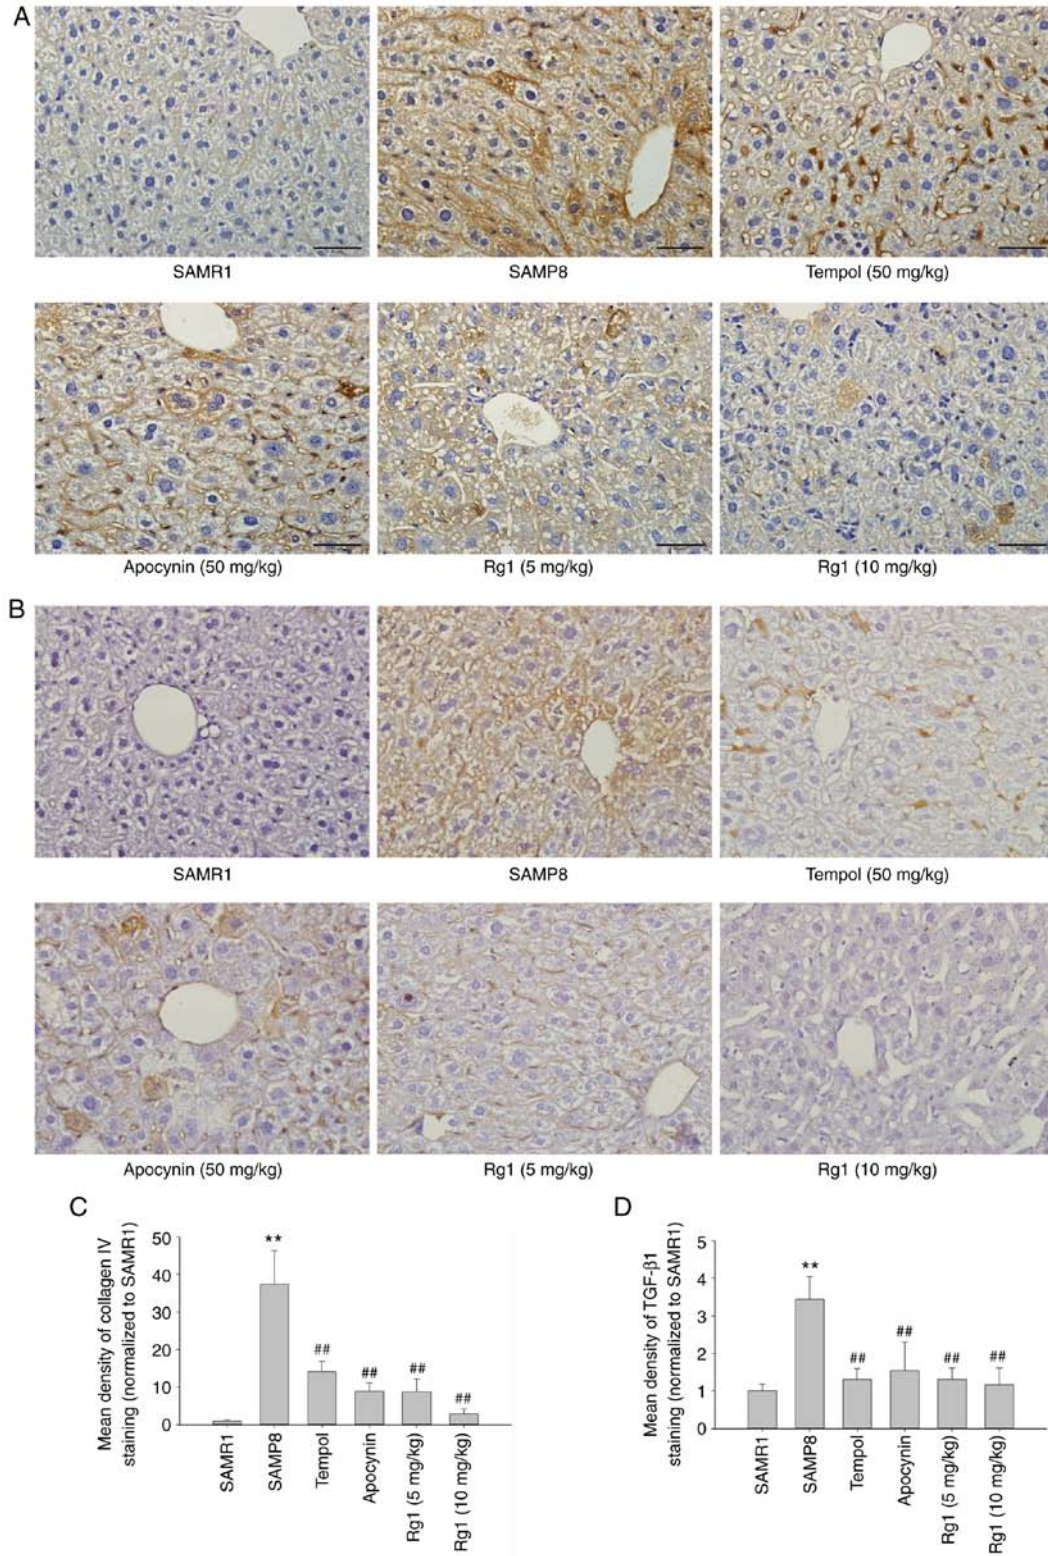 A
SAMR1 SAMP8 Tempol (50 mg/kg)
Apocynin (50 mg/kg) Rg1 (5 mg/kg) Rg1 (10 mg/kg)
B
SAMR1 SAMP8 Tempol (50 mg/kg)
Apocynin (50 mg/kg) Rg1 (5 mg/kg) Rg1 (10 mg/kg)
C
Mean density of collagen IV
staining (normalized to SAMR1)
50
40
30
20
10
0
**
##
##
##
##
SAMR1
SAMP8
Tempol
Apocynin
Rg1 (5 mg/kg)
Rg1 (10 mg/kg)
D
Mean density of TGF-β1
staining (normalized to SAMR1)
5
4
3
2
1
0
**
##
##
##
##
SAMR1
SAMP8
Tempol
Apocynin
Rg1 (5 mg/kg)
Rg1 (10 mg/kg)